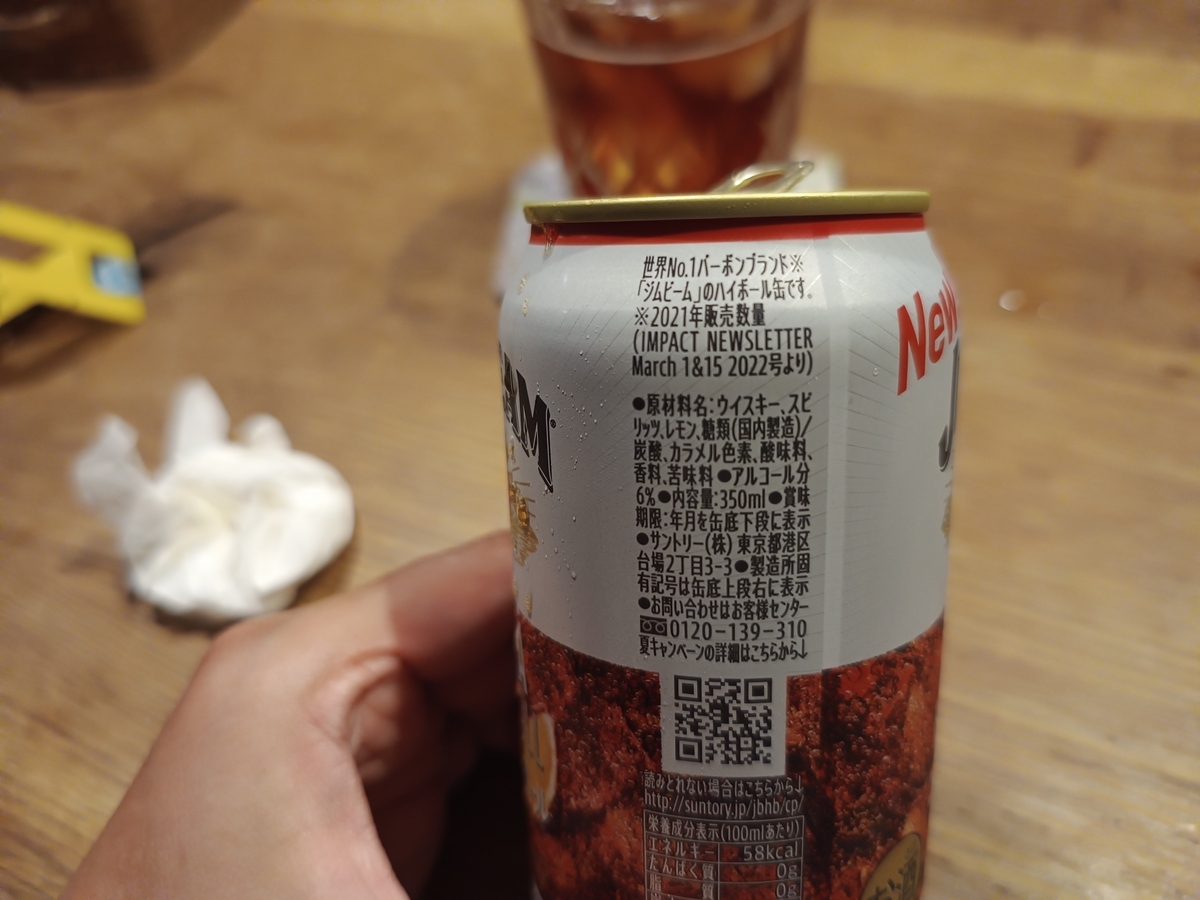 世界No.1バーボンブランド※
「ジムビーム」のハイボール缶です。
※2021年販売数量
(IMPACT NEWSLETTER
March 1&15 2022号より)
●原材料名:ウイスキー、スピ
リッツ、レモン、糖類(国内製造)/
炭酸、カラメル色素、酸味料、
香料、苦味料 ●アルコール分
6%●内容量:350ml●賞味
期限:年月を缶底下段に表示
●サントリー(株) 東京都港区
台場2丁目3-3●製造所固
有記号は缶底上段右に表示
●お問い合わせはお客様センター
0120-139-310
夏キャンペーンの詳細はこちらから↓
読みとれない場合はこちらから↓
http://suntory.jp/jbhb/cp/
栄養成分表示(100mlあたり)
エネルギー 58kcal
たんぱく質 0g
脂質 0g
EAM
New
J
お酒